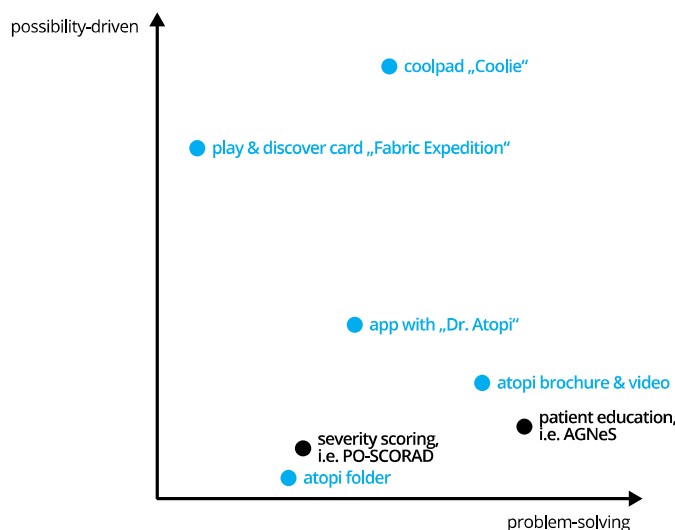 possibility-driven
coolpad „Coolie“
play & discover card „Fabric Expedition“
app with „Dr. Atopi“
atopi brochure & video
patient education,
i.e. AGNeS
severity scoring,
i.e. PO-SCORAD
atopi folder
problem-solving